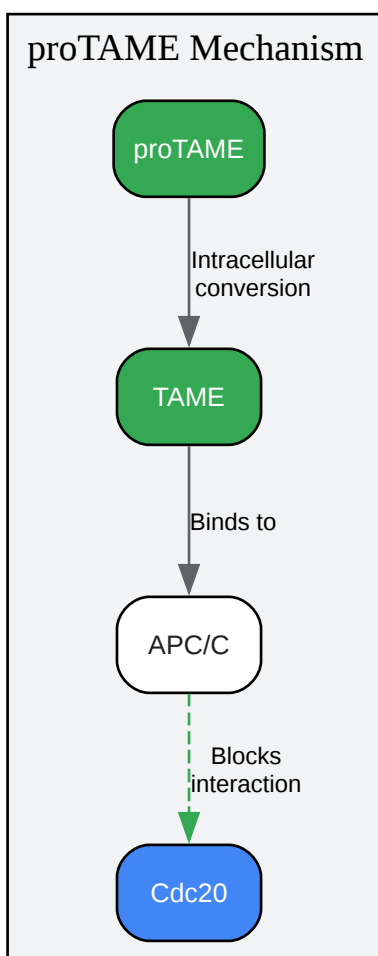 proTAME Mechanism
proTAME
Intracellular
conversion
TAME
Binds to
APC/C
Blocks
interaction
Cdc20